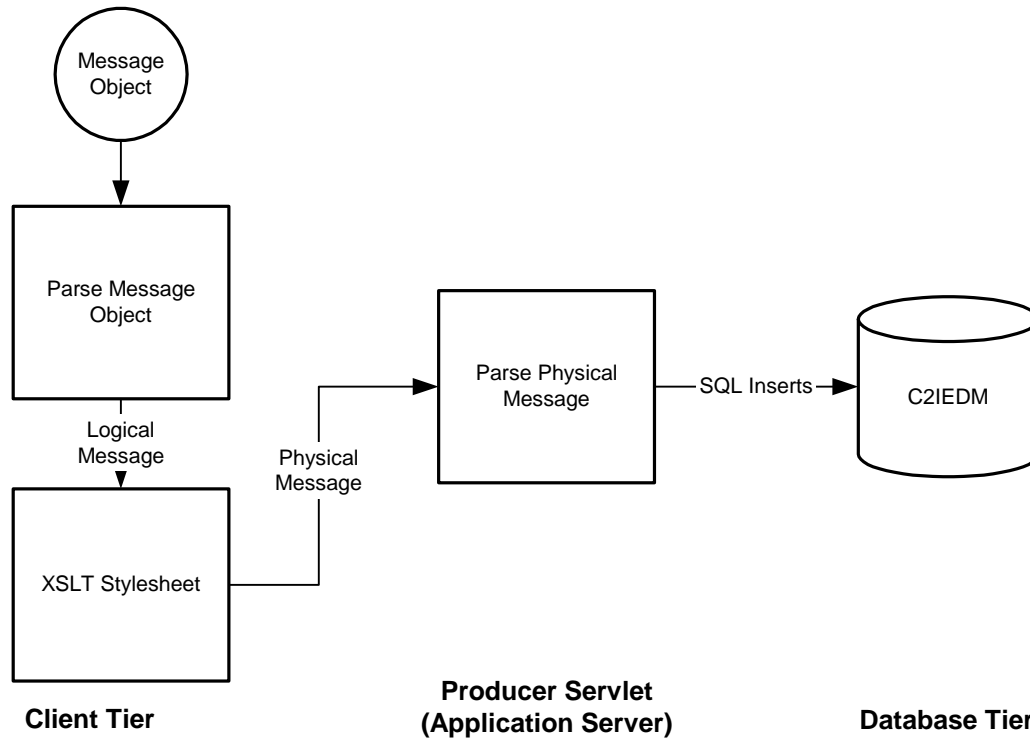 Message
Object
Parse Message
Object
Logical
Message
XSLT Stylesheet
Physical
Message
Parse Physical
Message
SQL Inserts
C2IEDM
Client Tier
Producer Servlet
(Application Server)
Database Tier